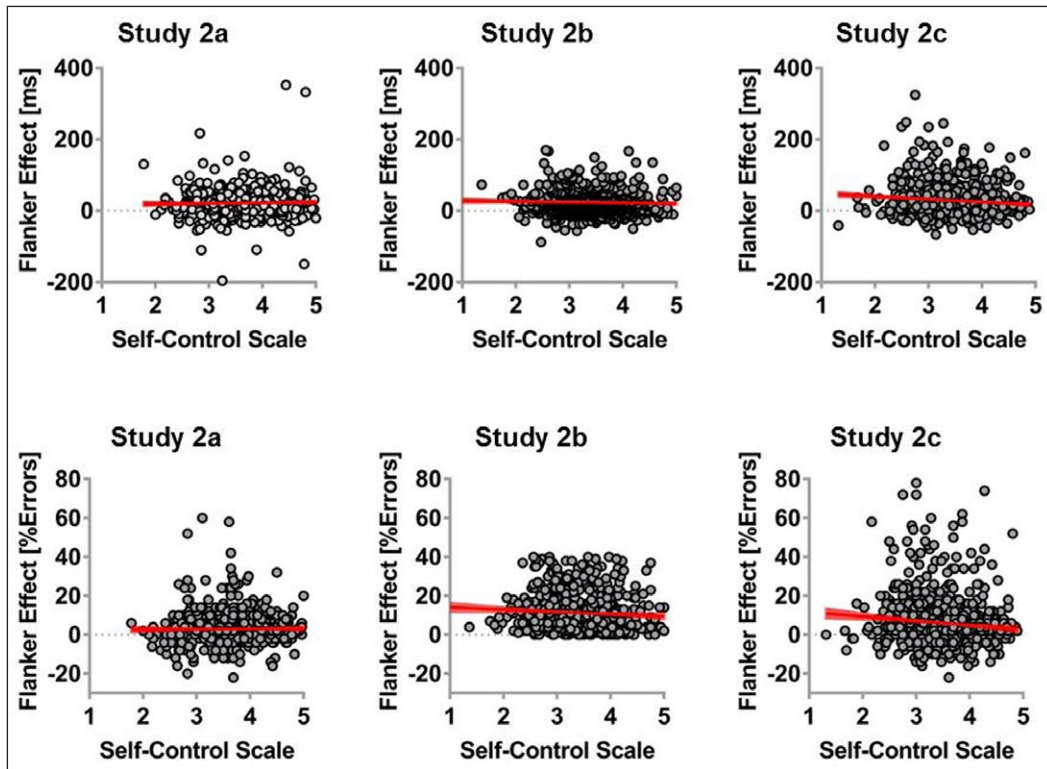 Study 2a
Flanker Effect [ms]
400
200
0
-200
1 2 3 4 5
Self-Control Scale
Study 2b
Flanker Effect [ms]
400
200
0
-200
1 2 3 4 5
Self-Control Scale
Study 2c
Flanker Effect [ms]
400
200
0
-200
1 2 3 4 5
Self-Control Scale
Study 2a
Flanker Effect [%Errors]
80
60
40
20
0
-20
1 2 3 4 5
Self-Control Scale
Study 2b
Flanker Effect [%Errors]
80
60
40
20
0
-20
1 2 3 4 5
Self-Control Scale
Study 2c
Flanker Effect [%Errors]
80
60
40
20
0
-20
1 2 3 4 5
Self-Control Scale